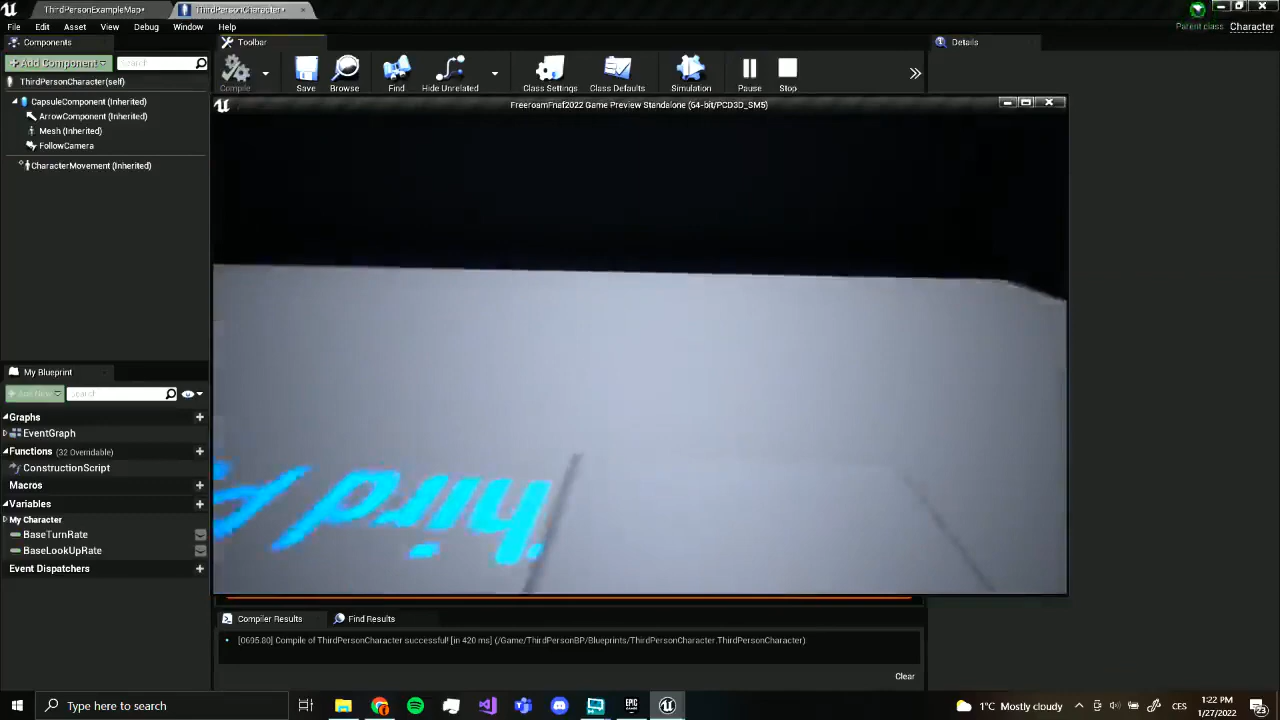 ThirdPersonExampleMap•
ThirdPersonCharacter•
File Edit Asset View Debug Window Help
Parent class Character
Components
Toolbar
Details
+Add Component
Search
Compile
Save
Browse
Find
Hide Unrelated
Class Settings
Class Defaults
Simulation
Pause
Stop
ThirdPersonCharacter(self)
FreeroamFnaf2022 Game Preview Standalone (64-bit/PCD3D_SM5)
CapsuleComponent (Inherited)
ArrowComponent (Inherited)
Mesh (Inherited)
FollowCamera
CharacterMovement (Inherited)
My Blueprint
+Add New
Search
Graphs
EventGraph
Functions (32 Overridable)
ConstructionScript
Macros
Variables
My Character
BaseTurnRate
BaseLookUpRate
Event Dispatchers
hird
Compiler Results
Find Results
[0695.80] Compile of ThirdPersonCharacter successful! [in 420 ms] (/Game/ThirdPersonBP/Blueprints/ThirdPersonCharacter.ThirdPersonCharacter)
Clear
Type here to search
EPIC
1°C Mostly cloudy
CES
1:22 PM
1/27/2022